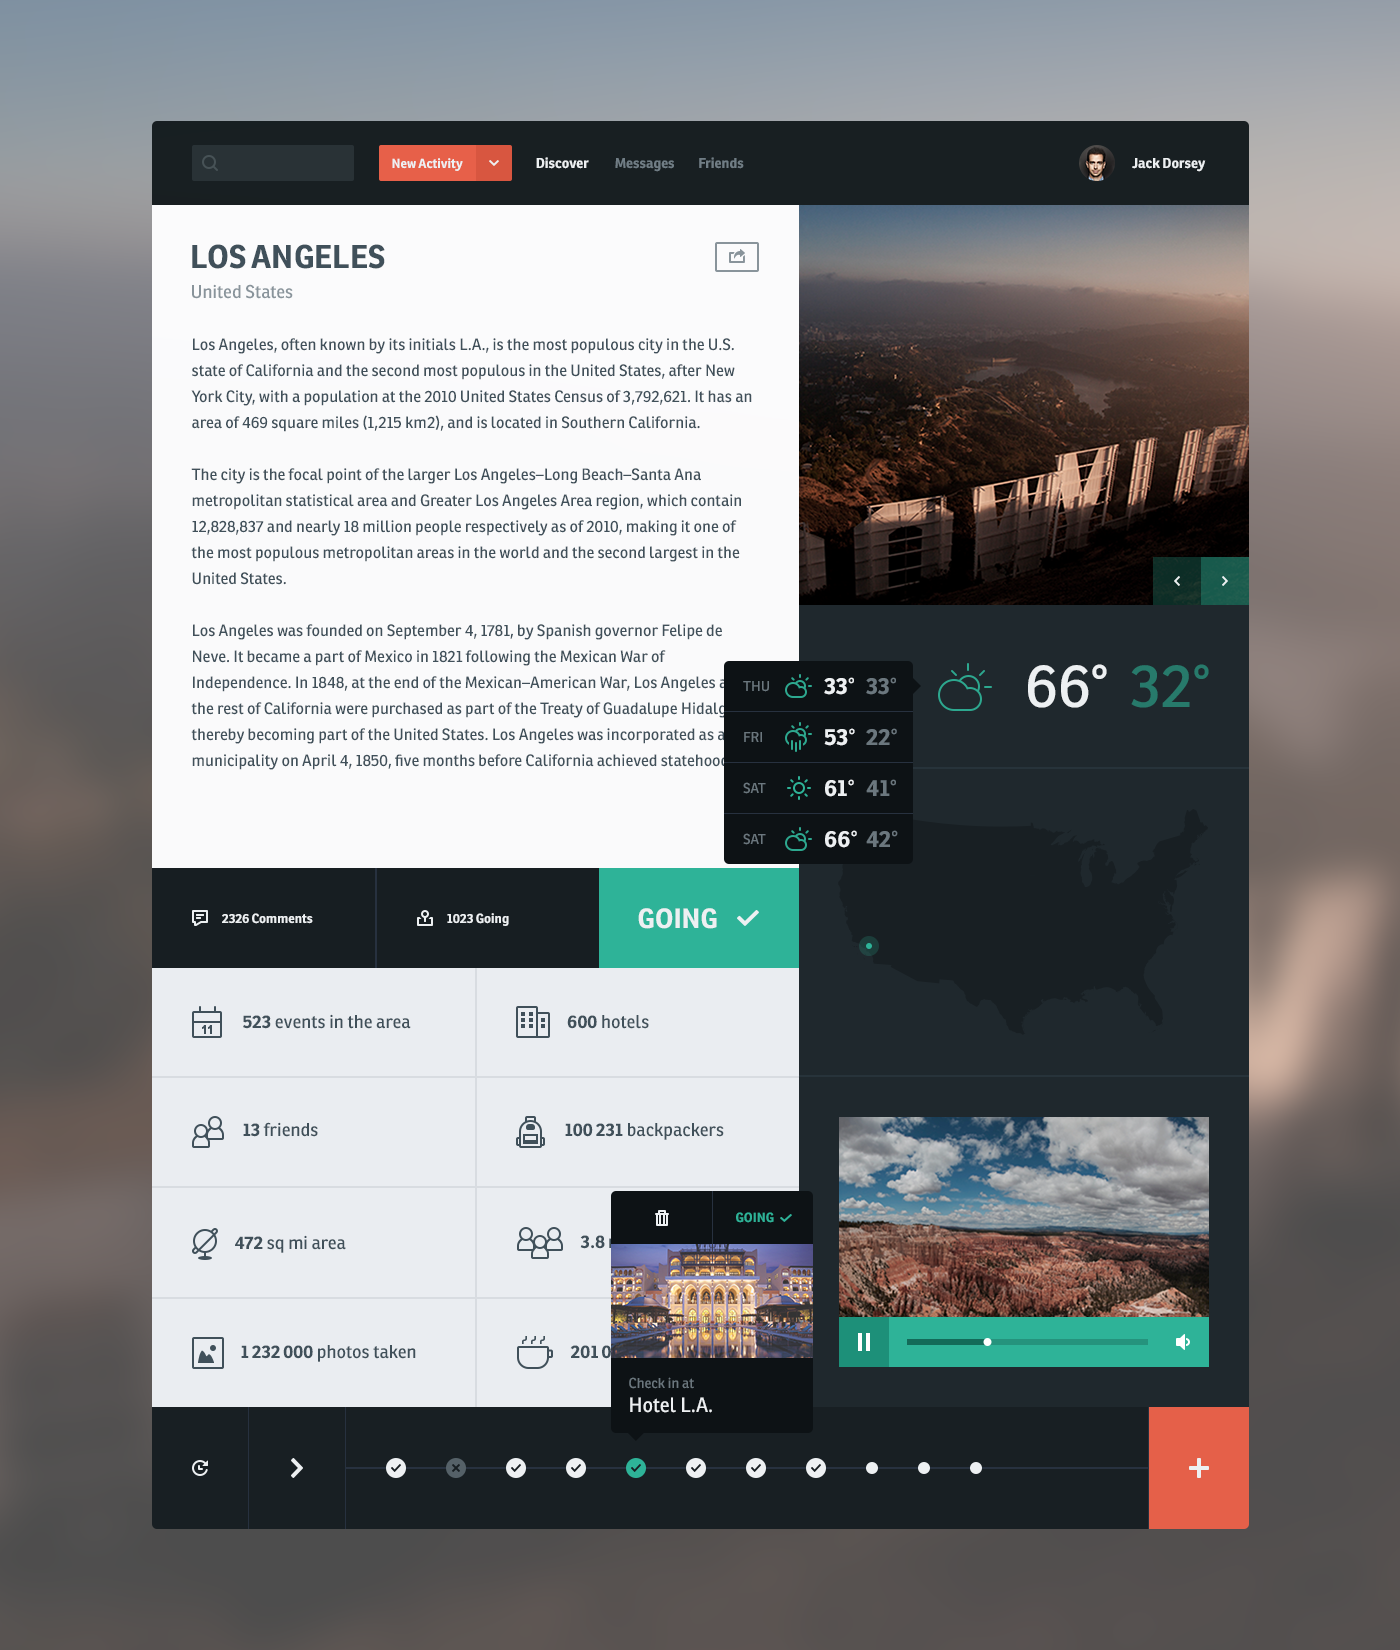 New Activity
Discover
Messages
Friends
Jack Dorsey
LOS ANGELES
United States
Los Angeles, often known by its initials L.A., is the most populous city in the U.S.
state of California and the second most populous in the United States, after New
York City, with a population at the 2010 United States Census of 3,792,621. It has an
area of 469 square miles (1,215 km2), and is located in Southern California.
The city is the focal point of the larger Los Angeles–Long Beach–Santa Ana
metropolitan statistical area and Greater Los Angeles Area region, which contain
12,828,837 and nearly 18 million people respectively as of 2010, making it one of
the most populous metropolitan areas in the world and the second largest in the
United States.
Los Angeles was founded on September 4, 1781, by Spanish governor Felipe de
Neve. It became a part of Mexico in 1821 following the Mexican War of
Independence. In 1848, at the end of the Mexican–American War, Los Angeles
the rest of California were purchased as part of the Treaty of Guadalupe
thereby becoming part of the United States. Los Angeles was incorporated as a
municipality on April 4, 1850, five months before California achieved
THU 33° 33°
FRI 53° 22°
SAT 61° 41°
SAT 66° 42°
66° 32°
2326 Comments
1023 Going
GOING
11
523 events in the area
600 hotels
13 friends
100 231 backpackers
472 sq mi area
3.8
1 232 000 photos taken
201
GOING
Check in at
Hotel L.A.